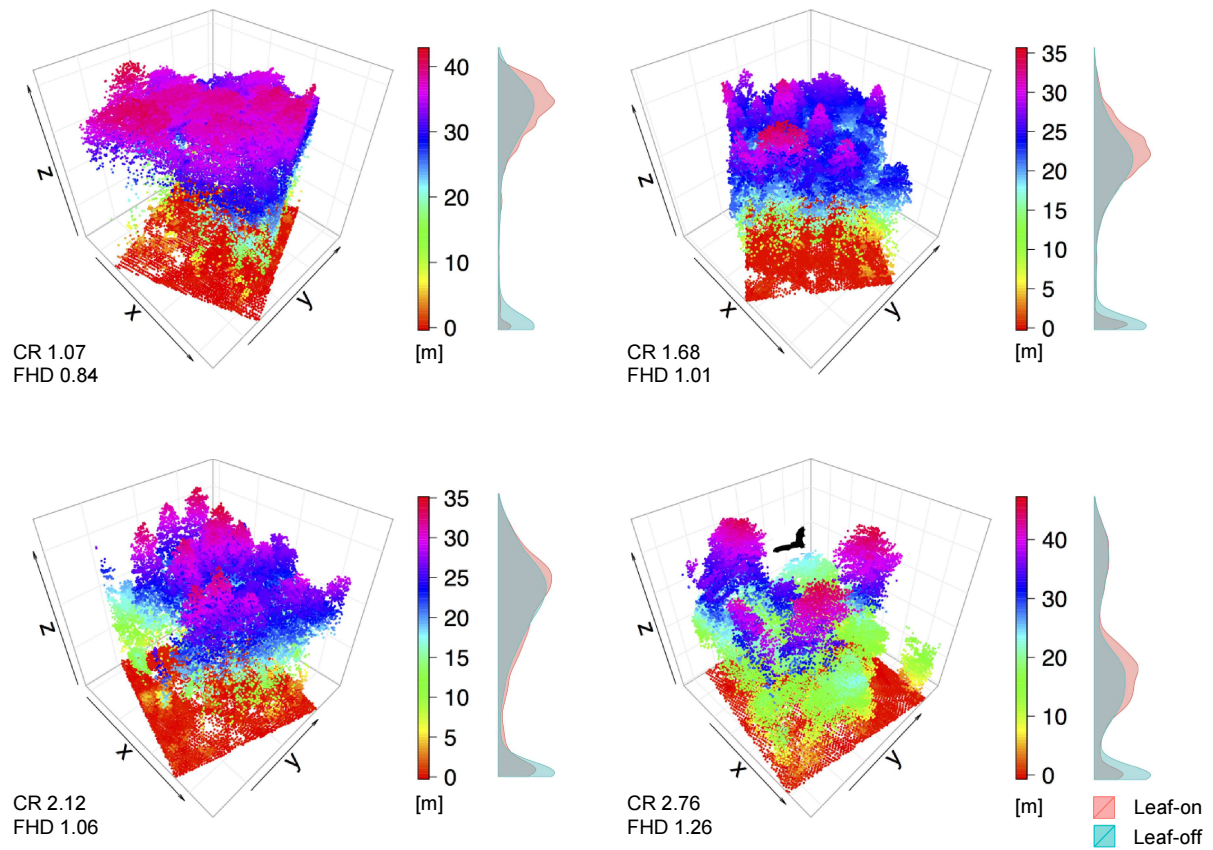 40
30
20
10
0
[m]
z
x
y
CR 1.07
FHD 0.84
35
30
25
20
15
10
5
0
[m]
z
x
y
CR 1.68
FHD 1.01
35
30
25
20
15
10
5
0
[m]
z
x
y
CR 2.12
FHD 1.06
40
30
20
10
0
[m]
z
x
y
CR 2.76
FHD 1.26
Leaf-on
Leaf-off